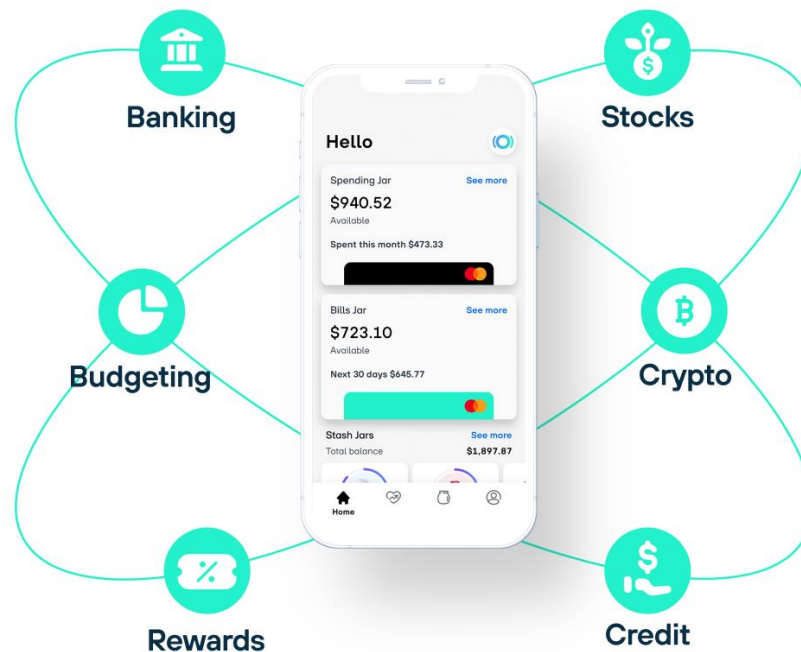 Banking
Stocks
Hello
Spending Jar See more
$940.52
Available
Spent this month $473.33
Bills Jar See more
$723.10
Available
Next 30 days $645.77
Budgeting
Crypto
Stash Jars See more
Total balance $1,897.87
Home
Rewards
Credit